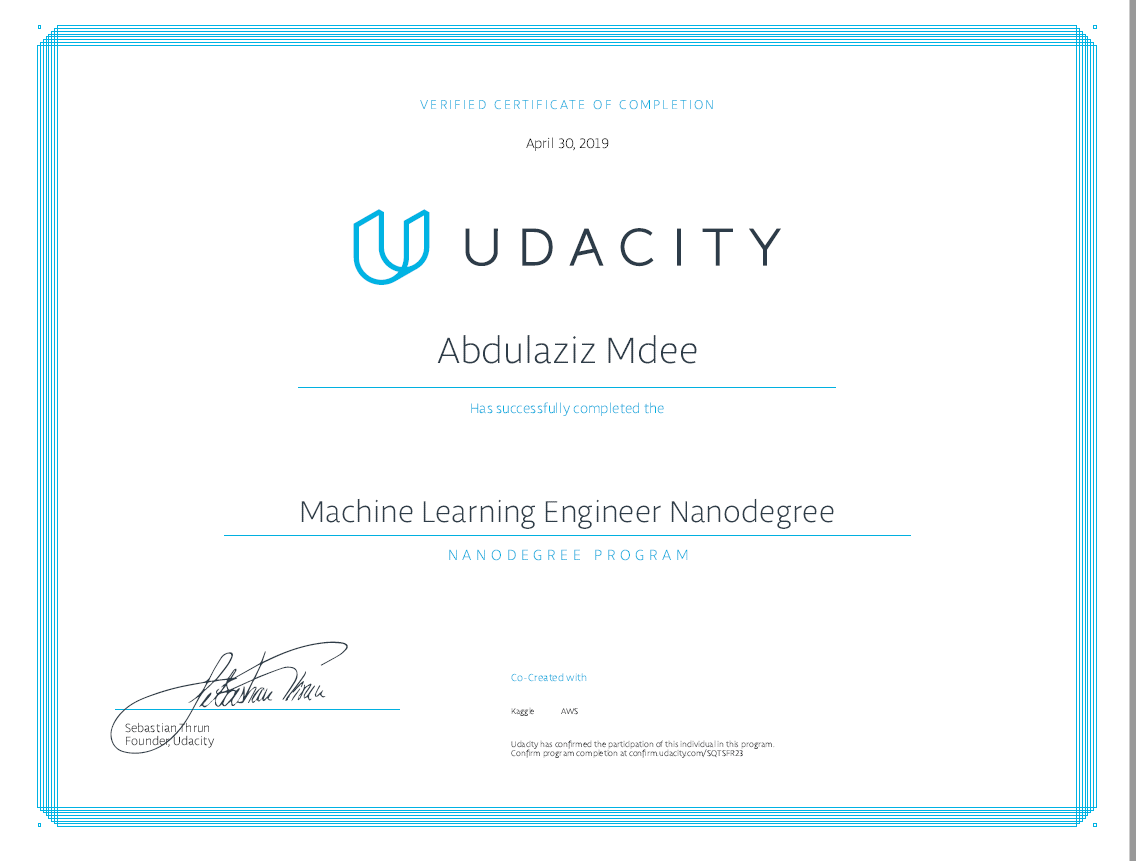 VERIFIED CERTIFICATE OF COMPLETION
April 30, 2019
UDACITY
Abdulaziz Mdee
Has successfully completed the
Machine Learning Engineer Nanodegree
NANODEGREE PROGRAM
Sebastian Thrun
Sebastian Thrun
Founder, Udacity
Co-Created with
Kaggle AWS
Udacity has confirmed the participation of this individual in this program.
Confirm program completion at confirm.udacity.com/SQTSFR23